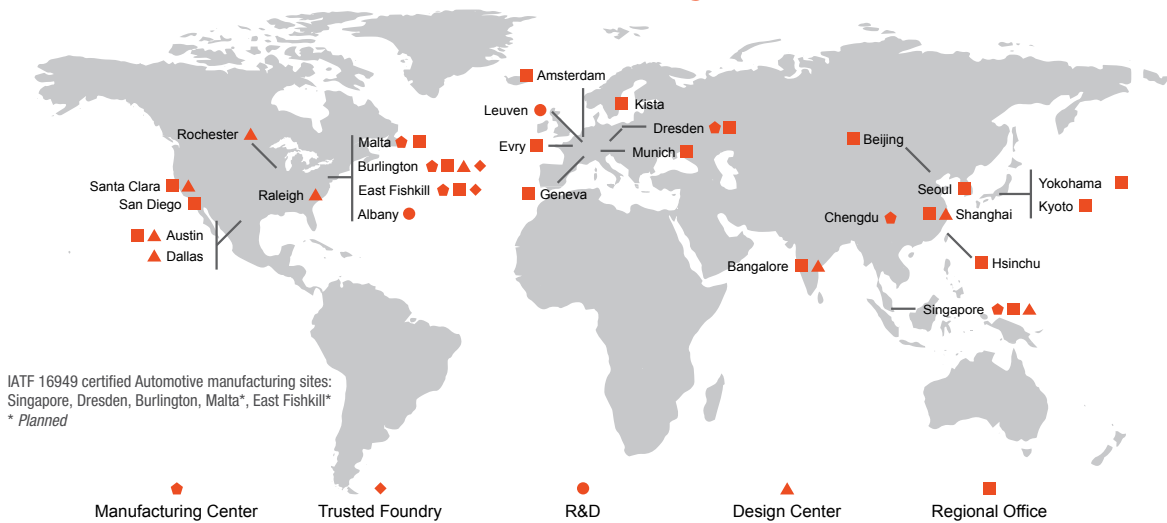 Amsterdam
Leuven
Kista
Rochester
Malta
Dresden
Beijing
Evry
Munich
Burlington
Santa Clara
Raleigh
East Fishkill
Seoul
Yokohama
San Diego
Geneva
Kyoto
Albany
Chengdu
Shanghai
Austin
Dallas
Bangalore
Hsinchu
Singapore
IATF 16949 certified Automotive manufacturing sites:
Singapore, Dresden, Burlington, Malta*, East Fishkill*
* Planned
Manufacturing Center
Trusted Foundry
R&D
Design Center
Regional Office